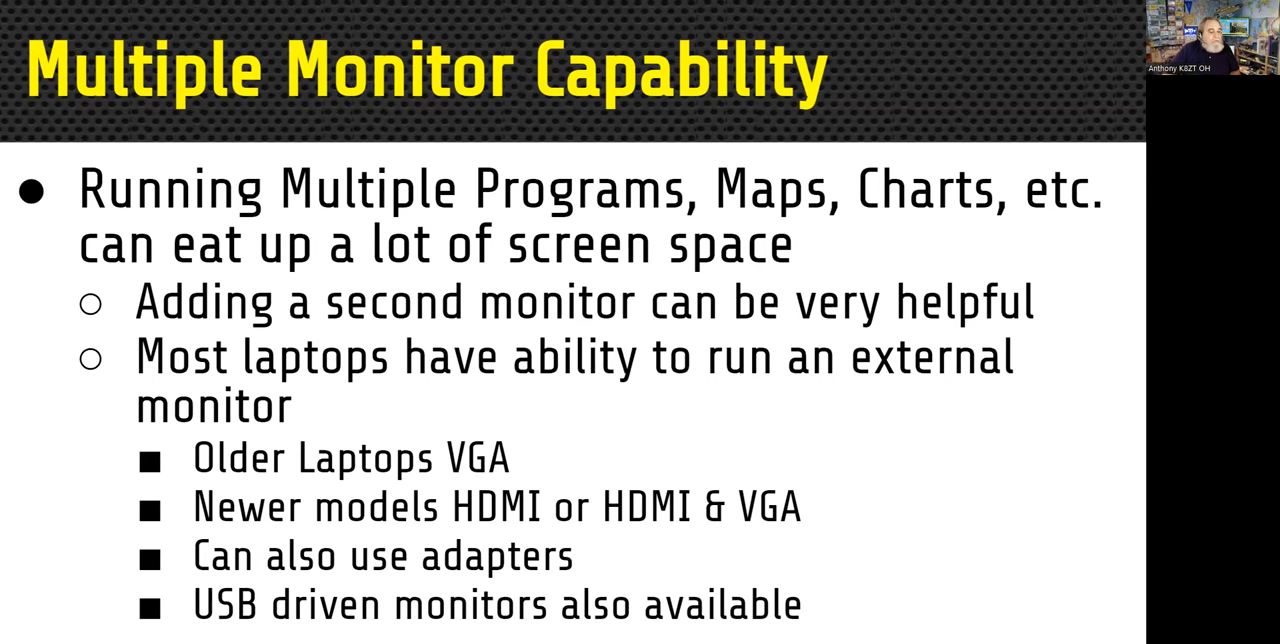 Multiple Monitor Capability
Anthony K8ZT OH
● Running Multiple Programs, Maps, Charts, etc.
can eat up a lot of screen space
○ Adding a second monitor can be very helpful
○ Most laptops have ability to run an external
monitor
■ Older Laptops VGA
■ Newer models HDMI or HDMI & VGA
■ Can also use adapters
■ USB driven monitors also available